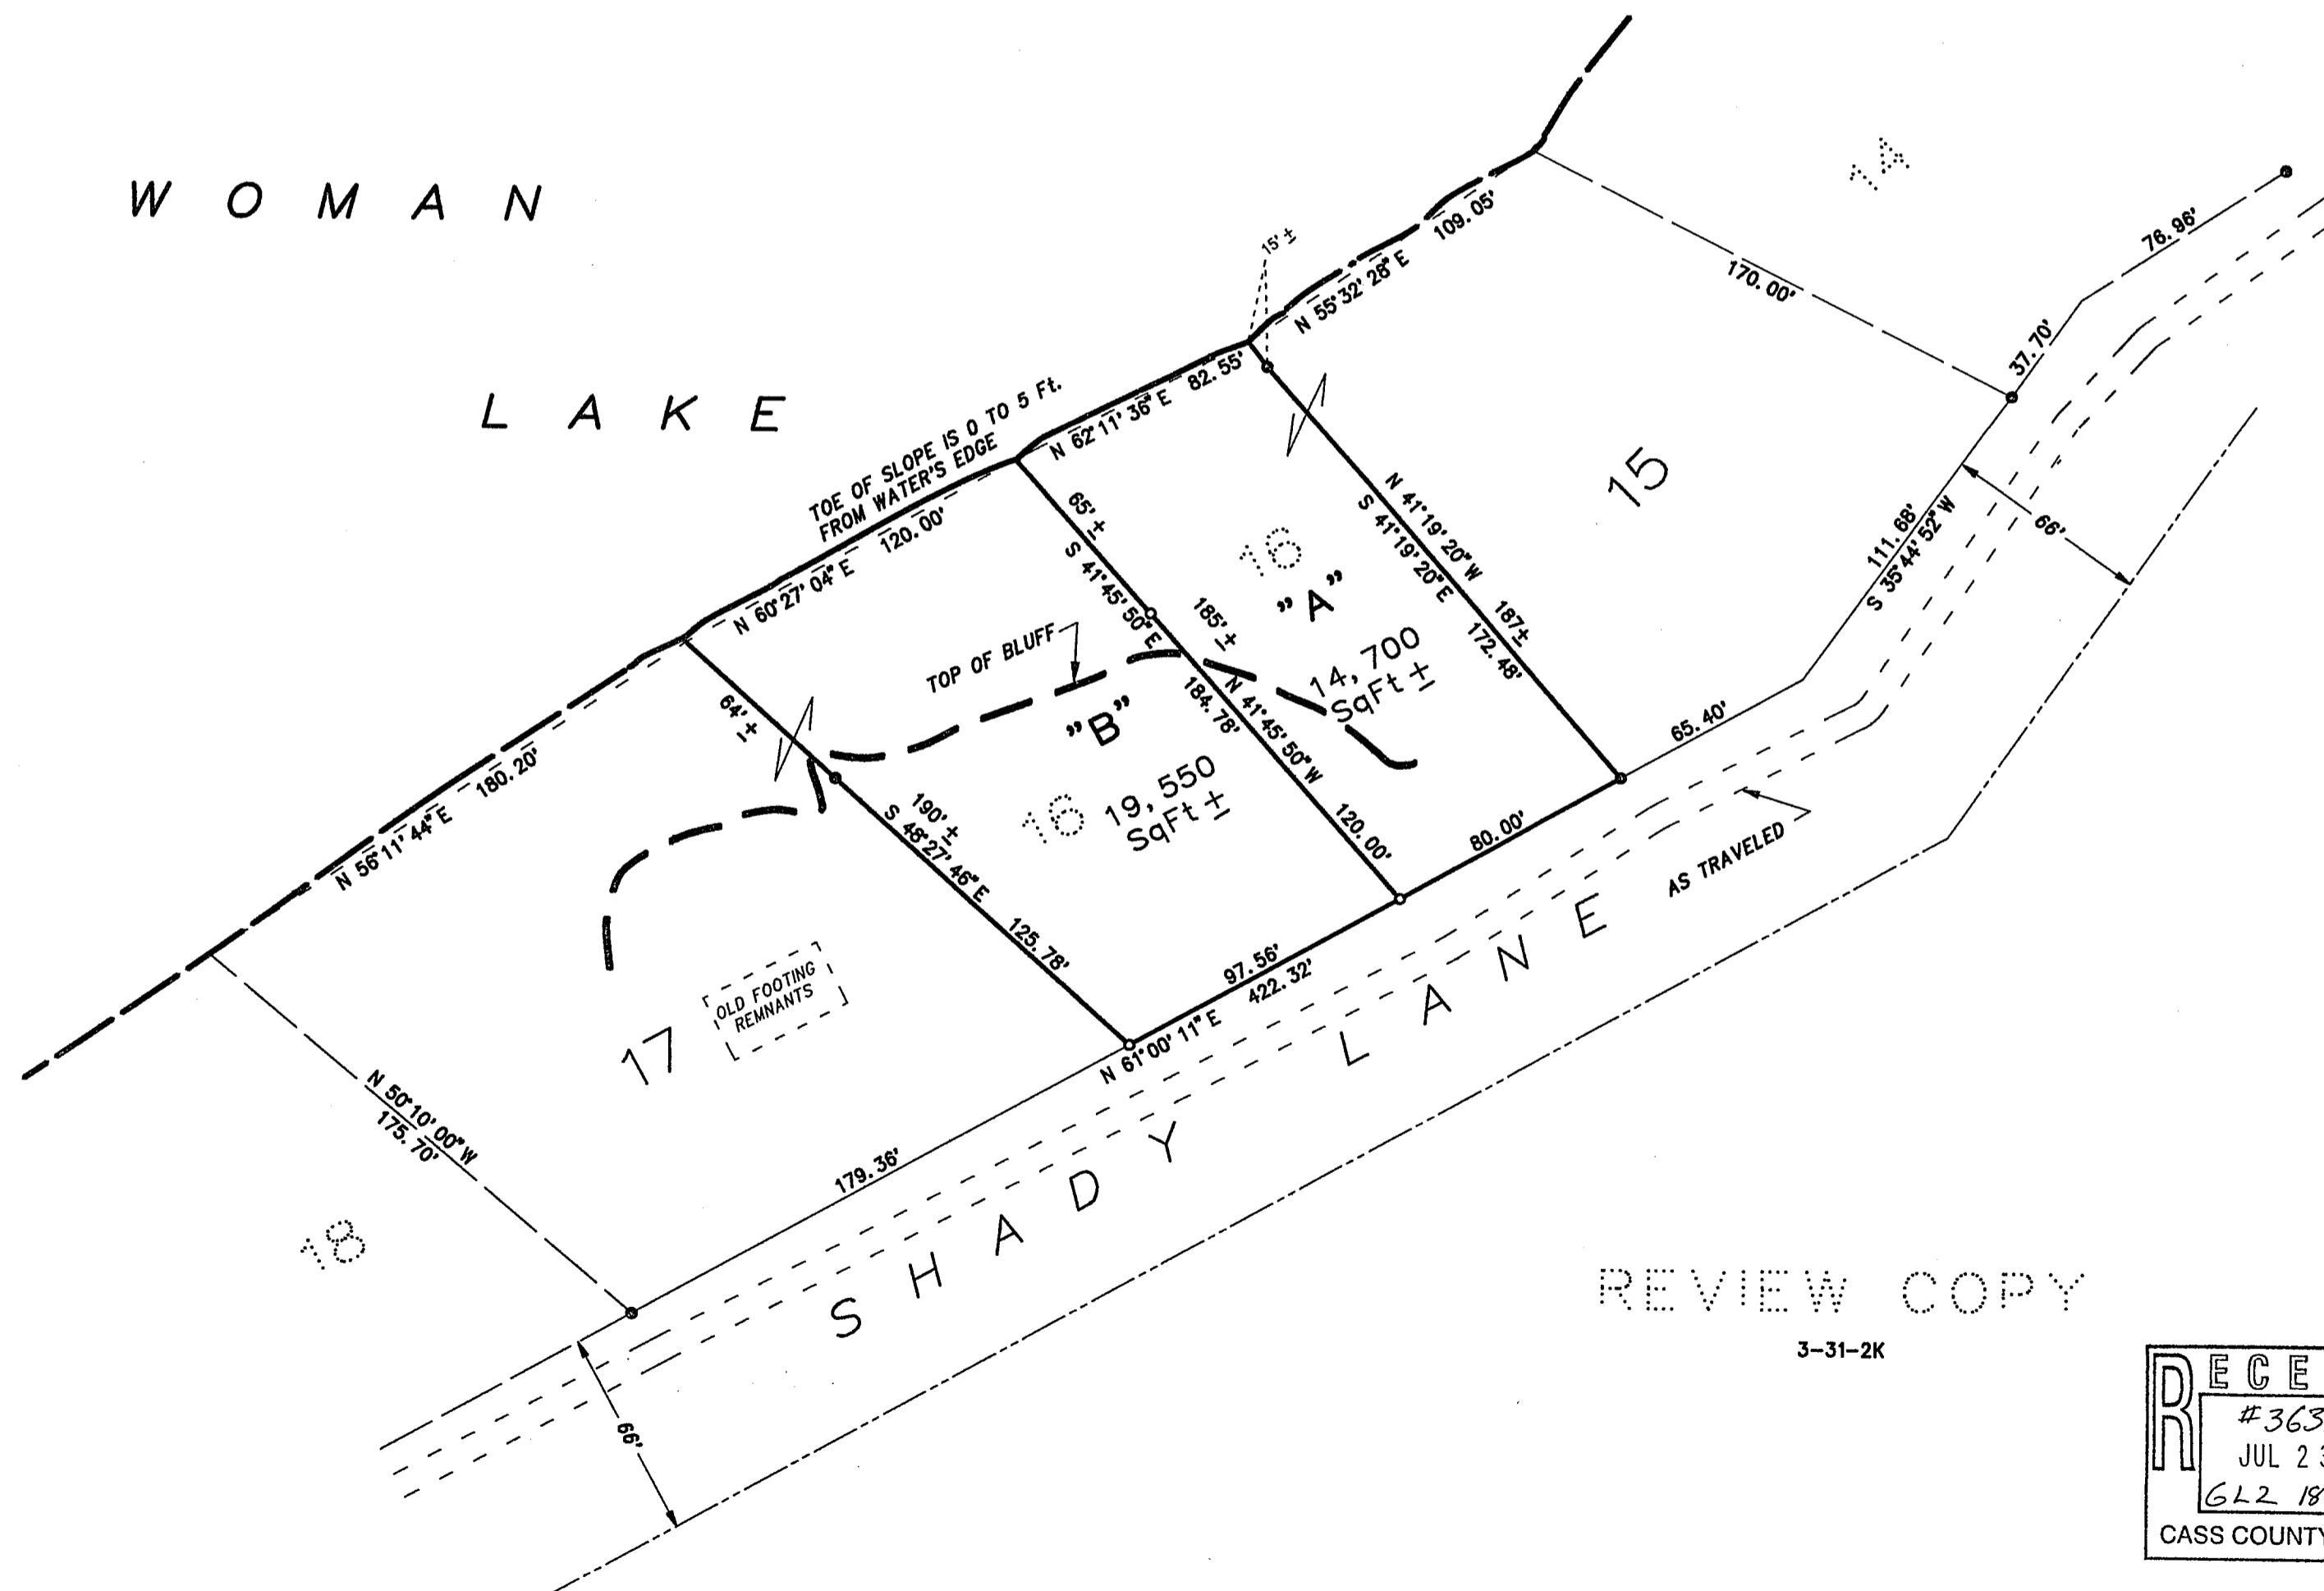 WOMAN
LAKE
14
76.96'
109.05'
N 55°32'28" E
15'±
170.00'
37.70'
82.55'
N 62°11'36" E
TOE OF SLOPE IS 0 TO 5 Ft.
FROM WATER'S EDGE
120.00'
N 60°27'04" E
15
N 41°19'20" W
S 41°19'20" E
187±
172.48'
111.68'
S 35°44'52" W
66'
65'±
S 41°45'50" E
16
"A"
185'±
14,700
SqFt ±
184.78'
N 41°45'50" W
120.00'
TOP OF BLUFF
"B"
16
19,550
SqFt ±
64'±
190'±
S 48°27'46" E
125.78'
180.20'
N 56°11'44" E
65.40'
80.00'
AS TRAVELED
97.56'
422.32'
N 61°00'11" E
OLD FOOTING
REMNANTS
17
N 50°10'00" W
175.70'
179.36'
18
SHADY LANE
66'
REVIEW COPY
3-31-2K
RECE
#363
JUL 2
6L2 18
CASS COUNTY